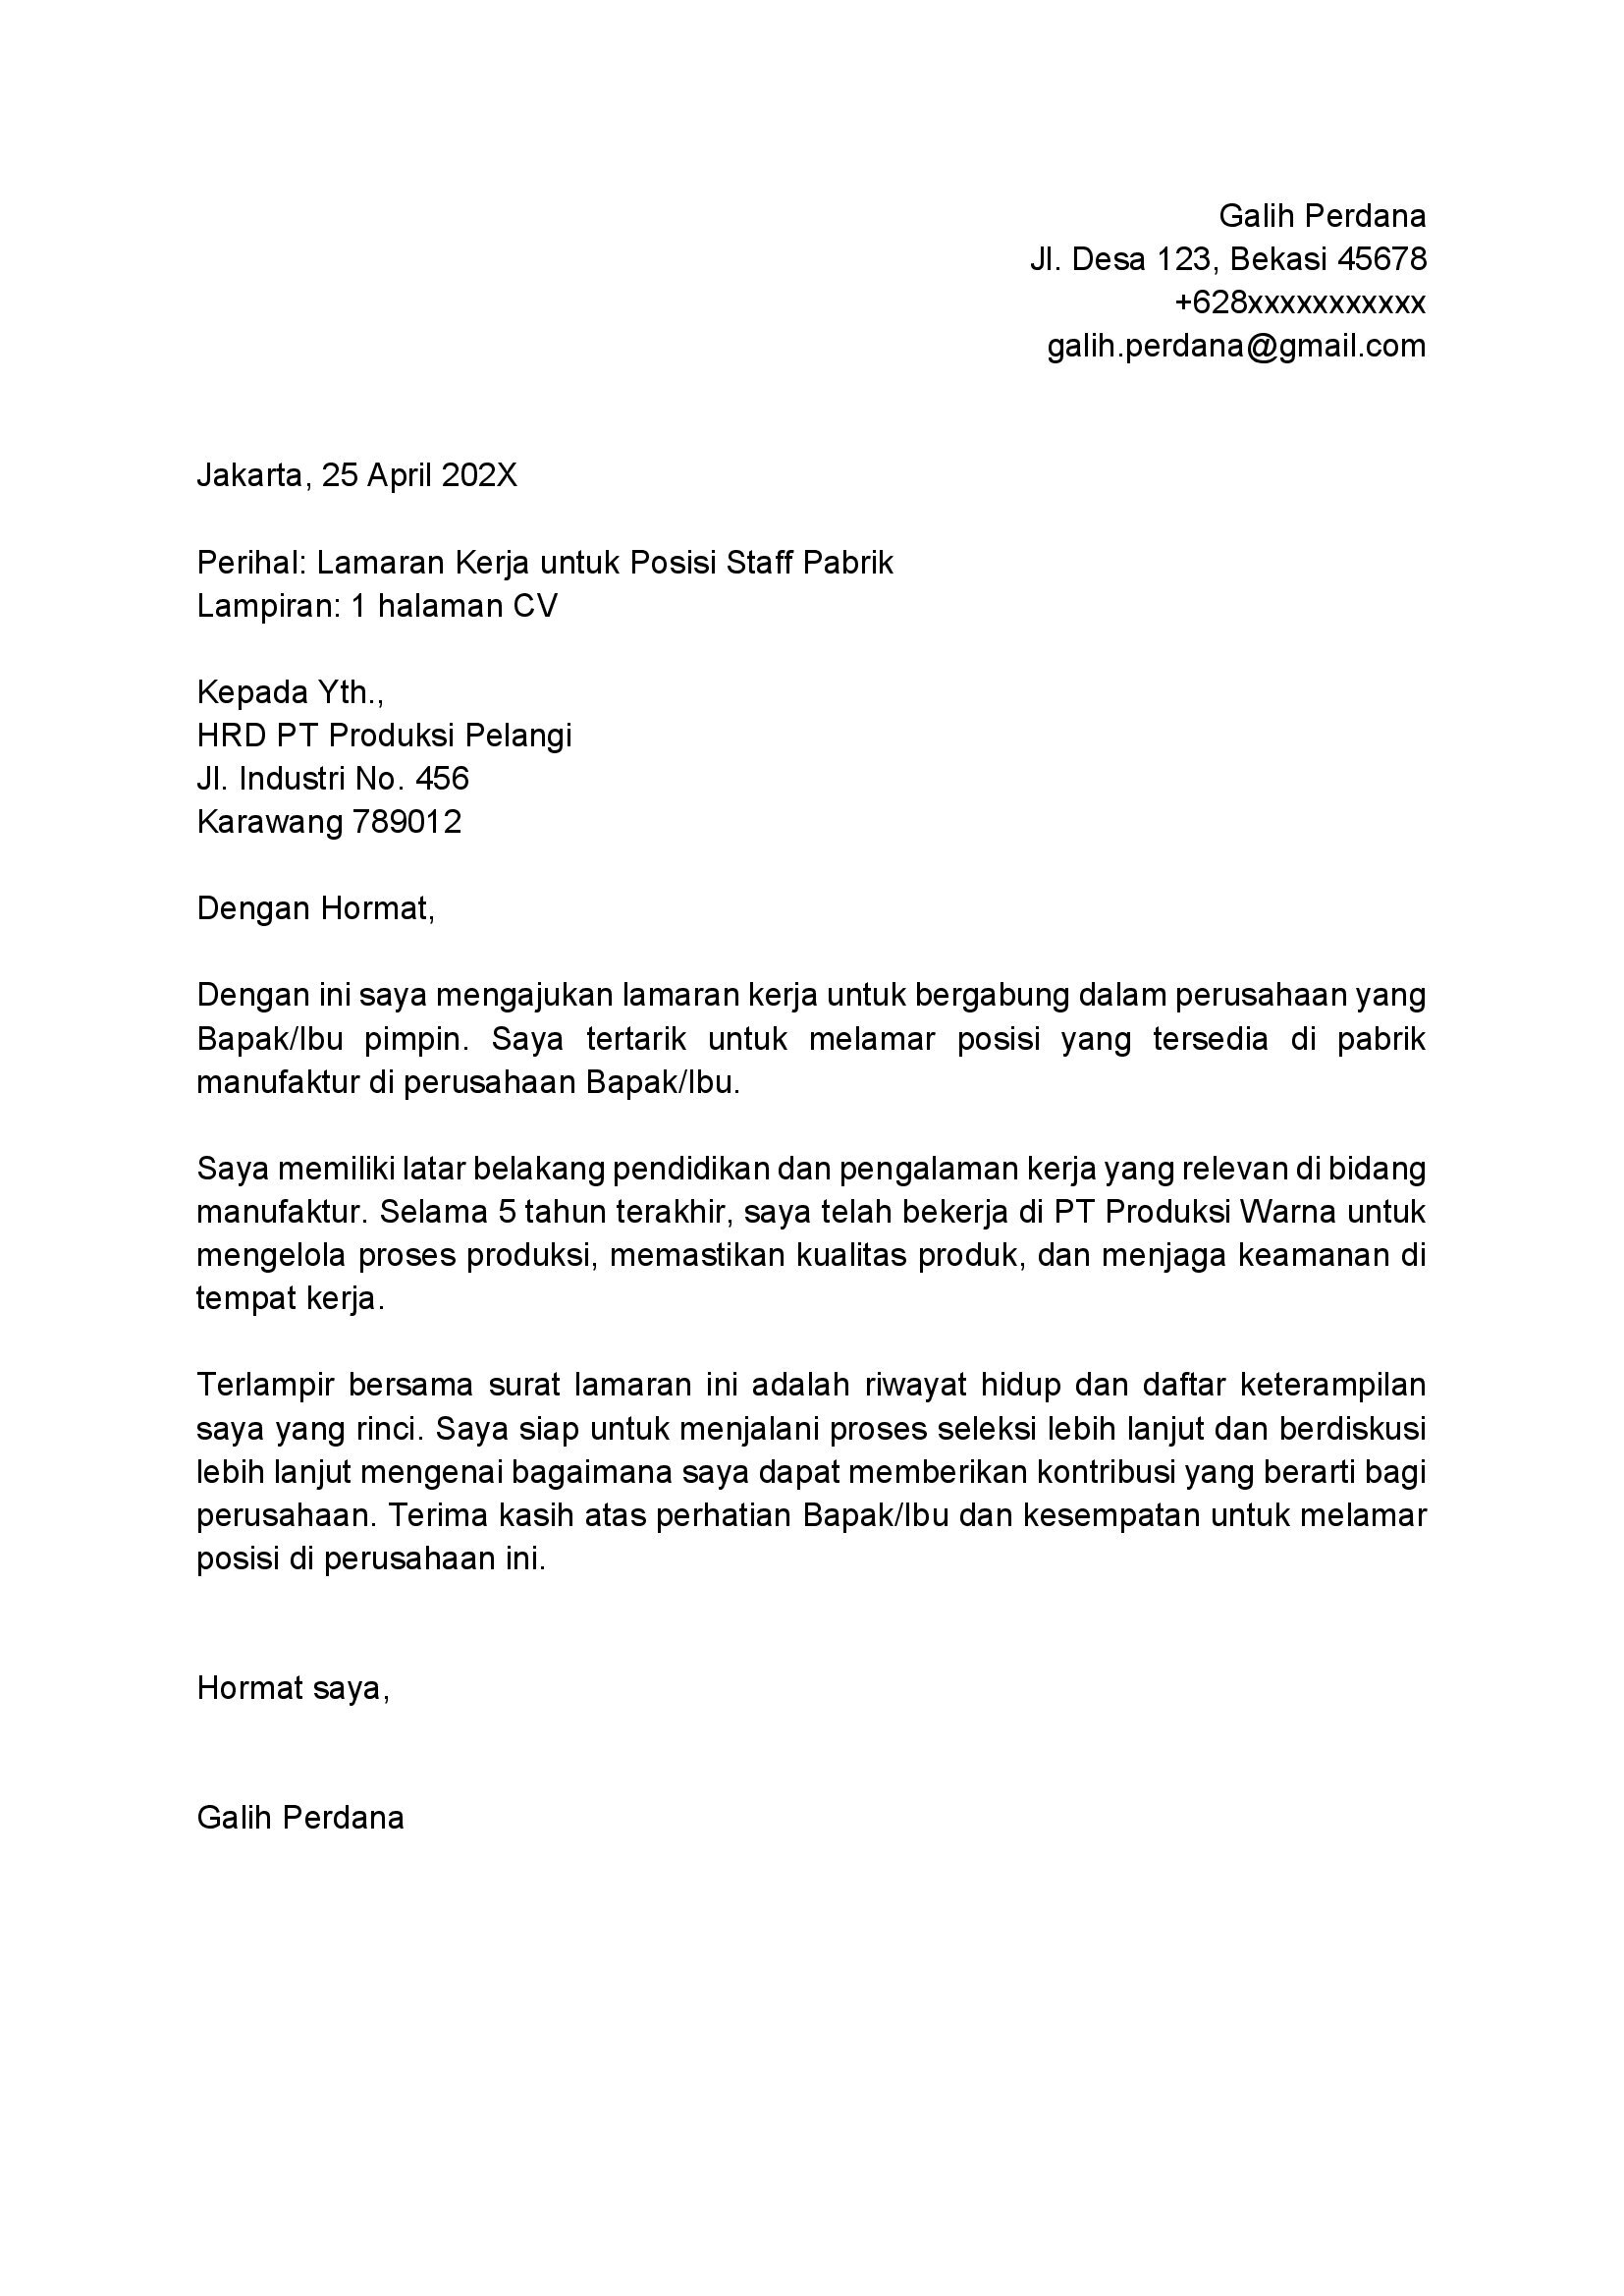 Galih Perdana
Jl. Desa 123, Bekasi 45678
+628xxxxxxxxxxx
galih.perdana@gmail.com
Jakarta, 25 April 202X
Perihal: Lamaran Kerja untuk Posisi Staff Pabrik
Lampiran: 1 halaman CV
Kepada Yth.,
HRD PT Produksi Pelangi
Jl. Industri No. 456
Karawang 789012
Dengan Hormat,
Dengan ini saya mengajukan lamaran kerja untuk bergabung dalam perusahaan yang
Bapak/Ibu pimpin. Saya tertarik untuk melamar posisi yang tersedia di pabrik
manufaktur di perusahaan Bapak/Ibu.
Saya memiliki latar belakang pendidikan dan pengalaman kerja yang relevan di bidang
manufaktur. Selama 5 tahun terakhir, saya telah bekerja di PT Produksi Warna untuk
mengelola proses produksi, memastikan kualitas produk, dan menjaga keamanan di
tempat kerja.
Terlampir bersama surat lamaran ini adalah riwayat hidup dan daftar keterampilan
saya yang rinci. Saya siap untuk menjalani proses seleksi lebih lanjut dan berdiskusi
lebih lanjut mengenai bagaimana saya dapat memberikan kontribusi yang berarti bagi
perusahaan. Terima kasih atas perhatian Bapak/Ibu dan kesempatan untuk melamar
posisi di perusahaan ini.
Hormat saya,
Galih Perdana